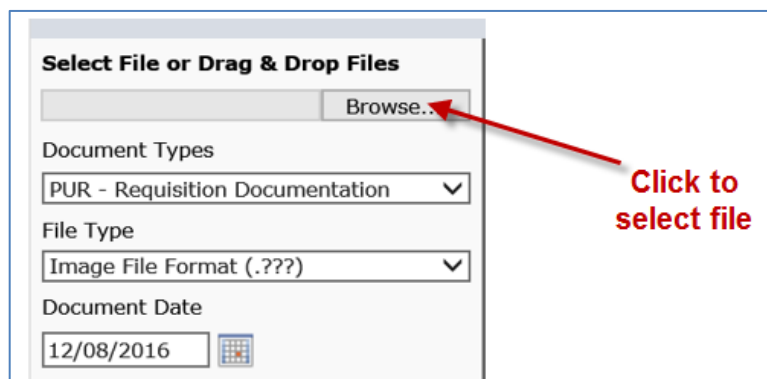 Select File or Drag & Drop Files
Browse...
Document Types
PUR - Requisition Documentation
File Type
Image File Format (.???)
Document Date
12/08/2016
Click to
select file